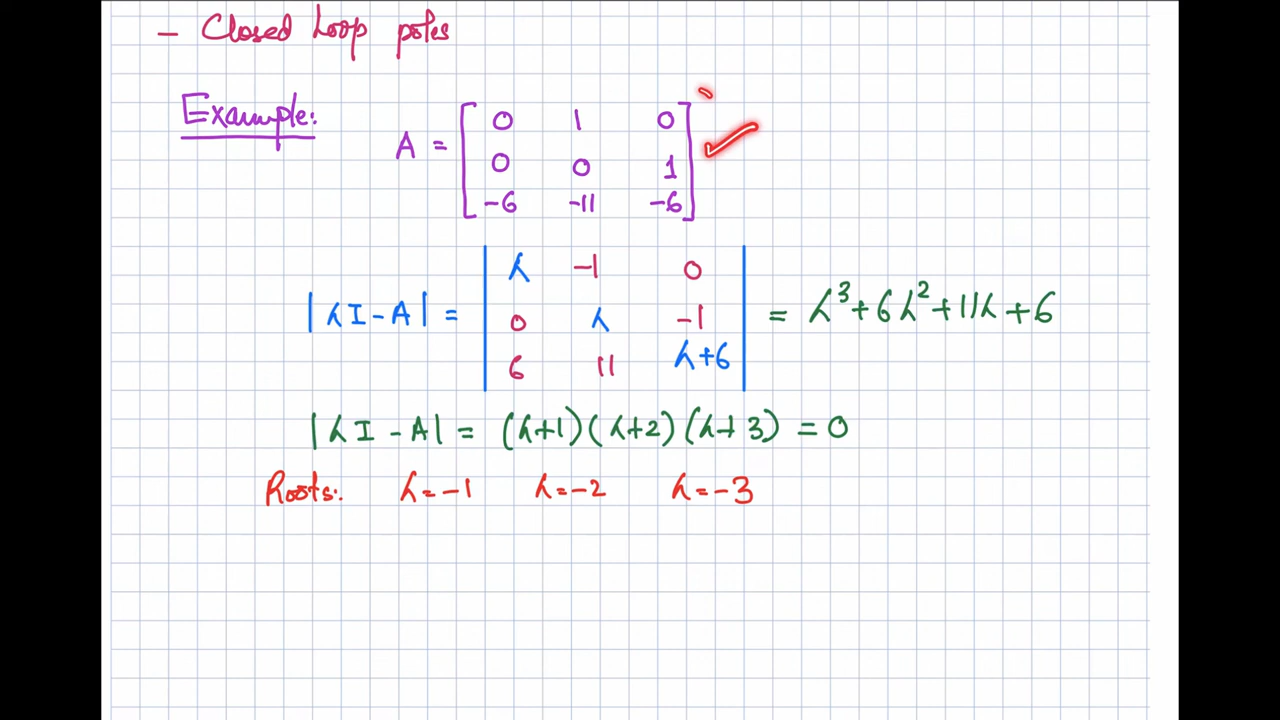 - Closed Loop poles
Example:
A = [ 0 1 0
0 0 1
-6 -11 -6 ]
|λI-A| = | λ -1 0
0 λ -1
6 11 λ+6 | = λ³+6λ²+11λ+6
|λI-A| = (λ+1)(λ+2)(λ+3) = 0
Roots: λ=-1 λ=-2 λ=-3